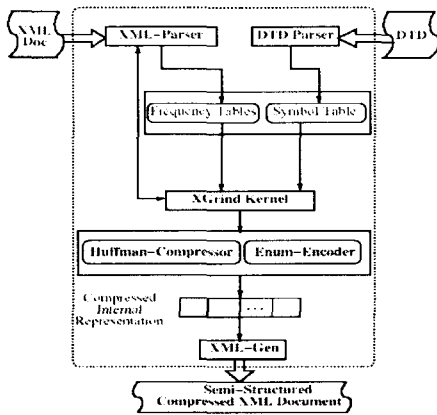 XML
Doc
XML-Parser
DTD Parser
DTD
Frequency Tables
Symbol Table
XGrind Kernel
Huffman-Compressor
Enum-Encoder
Compressed
Internal
Representation
...
XML-Gen
Semi-Structured
Compressed XML Document